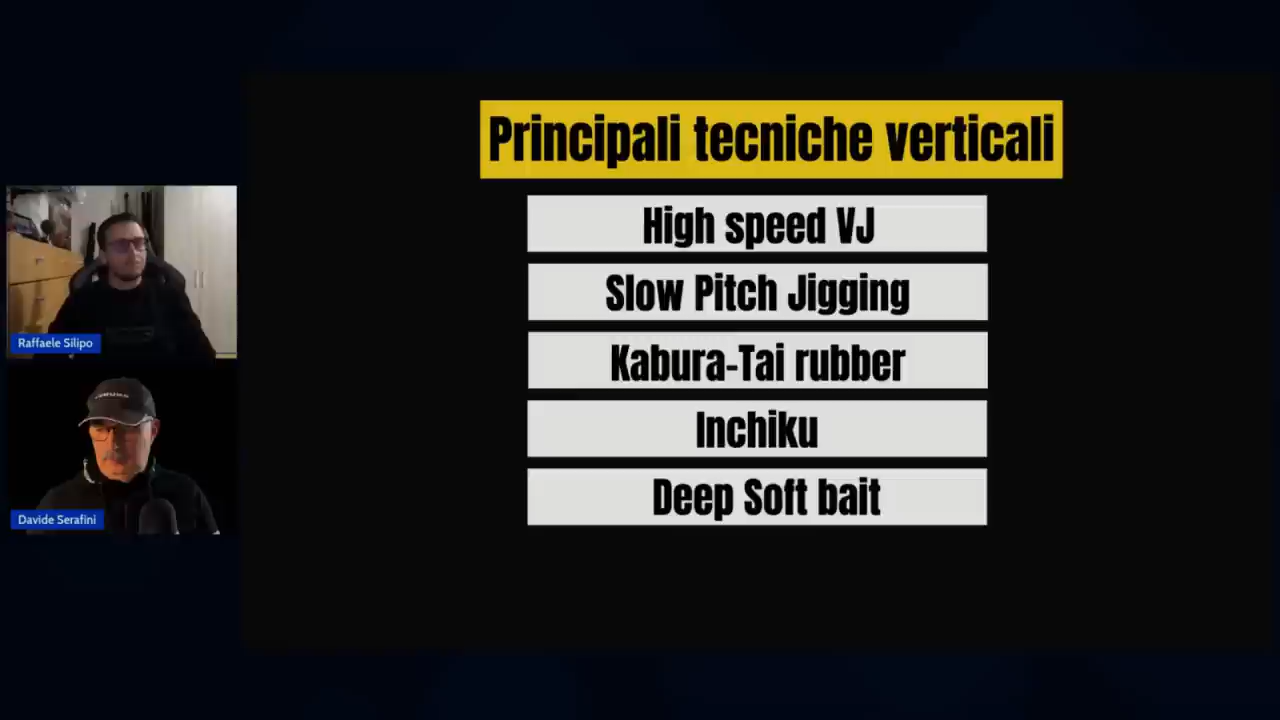 Principali tecniche verticali
High speed VJ
Slow Pitch Jigging
Kabura-Tai rubber
Inchiku
Deep Soft bait
Raffaele Silipo
Davide Serafini